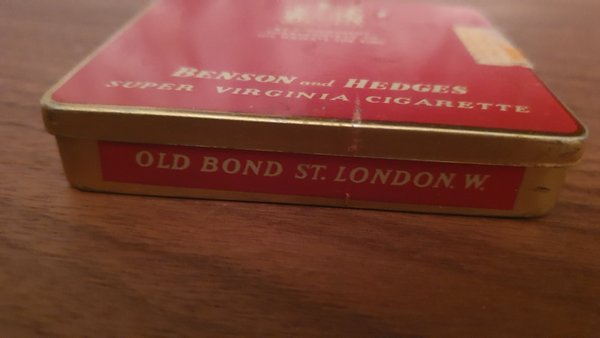 BENSON and HEDGES
SUPER VIRGINIA CIGARETTE
OLD BOND ST. LONDON. W.